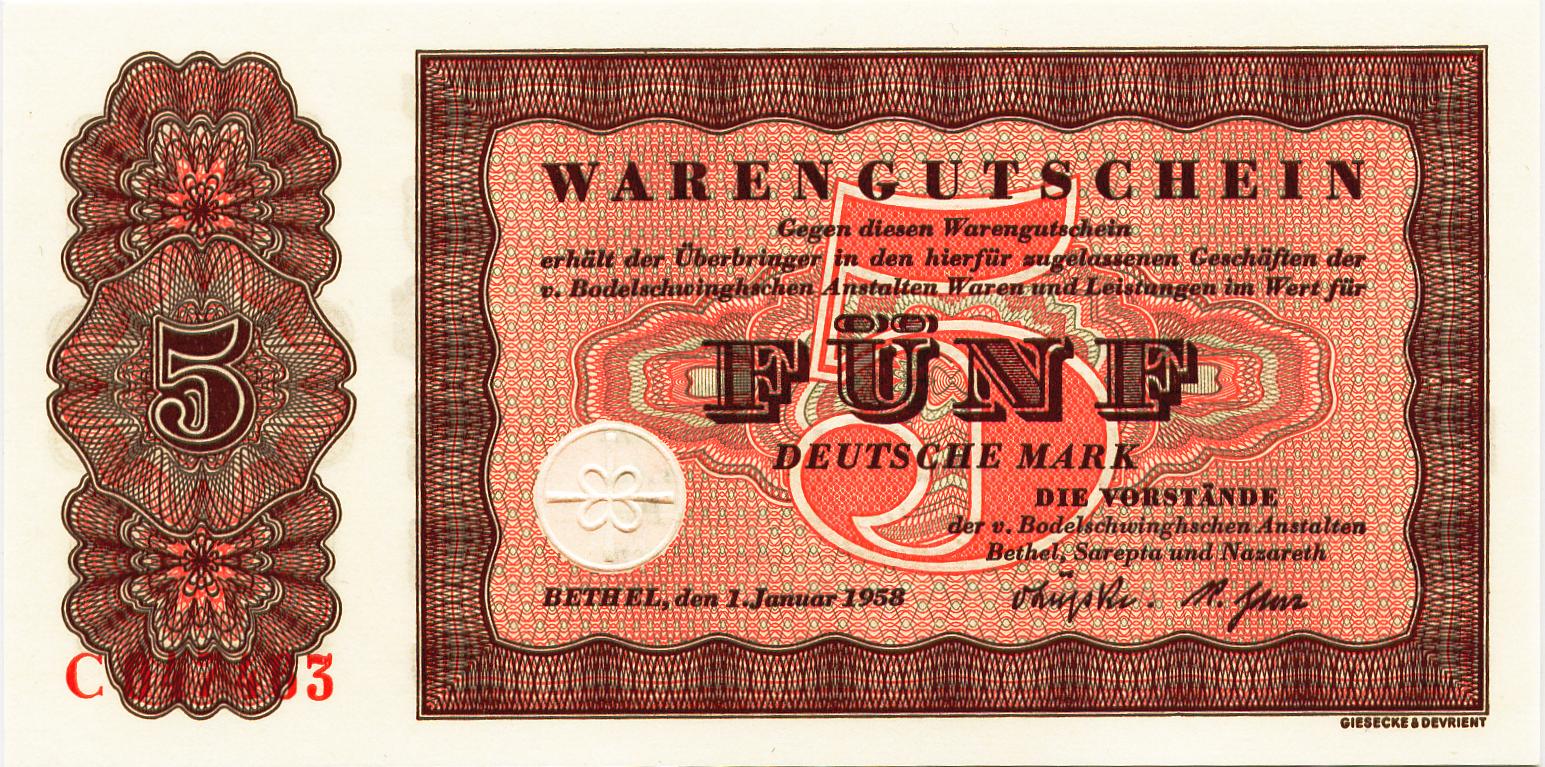 WARENGUTSCHEIN
Gegen diesen Warengutschein
erhält der Überbringer in den hierfür zugelassenen Geschäften der
v. Bodelschwinghschen Anstalten Waren und Leistungen im Wert für
5
5
FÜNF
DEUTSCHE MARK
DIE VORSTÄNDE
der v. Bodelschwinghschen Anstalten
Bethel, Sarepta und Nazareth
BETHEL, den 1. Januar 1958
GIESECKE & DEVRIENT